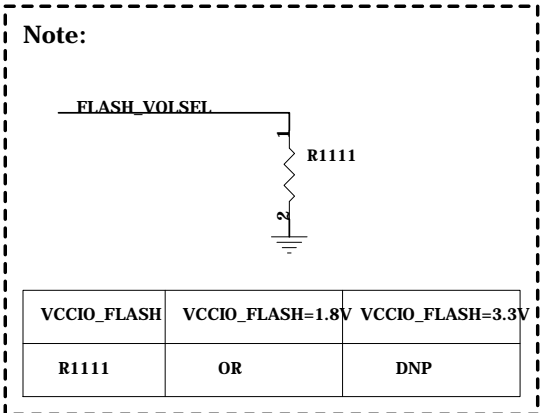 Note:
FLASH_VOLSEL
1
R1111
2
VCCIO_FLASH VCCIO_FLASH=1.8V VCCIO_FLASH=3.3V
R1111 OR DNP